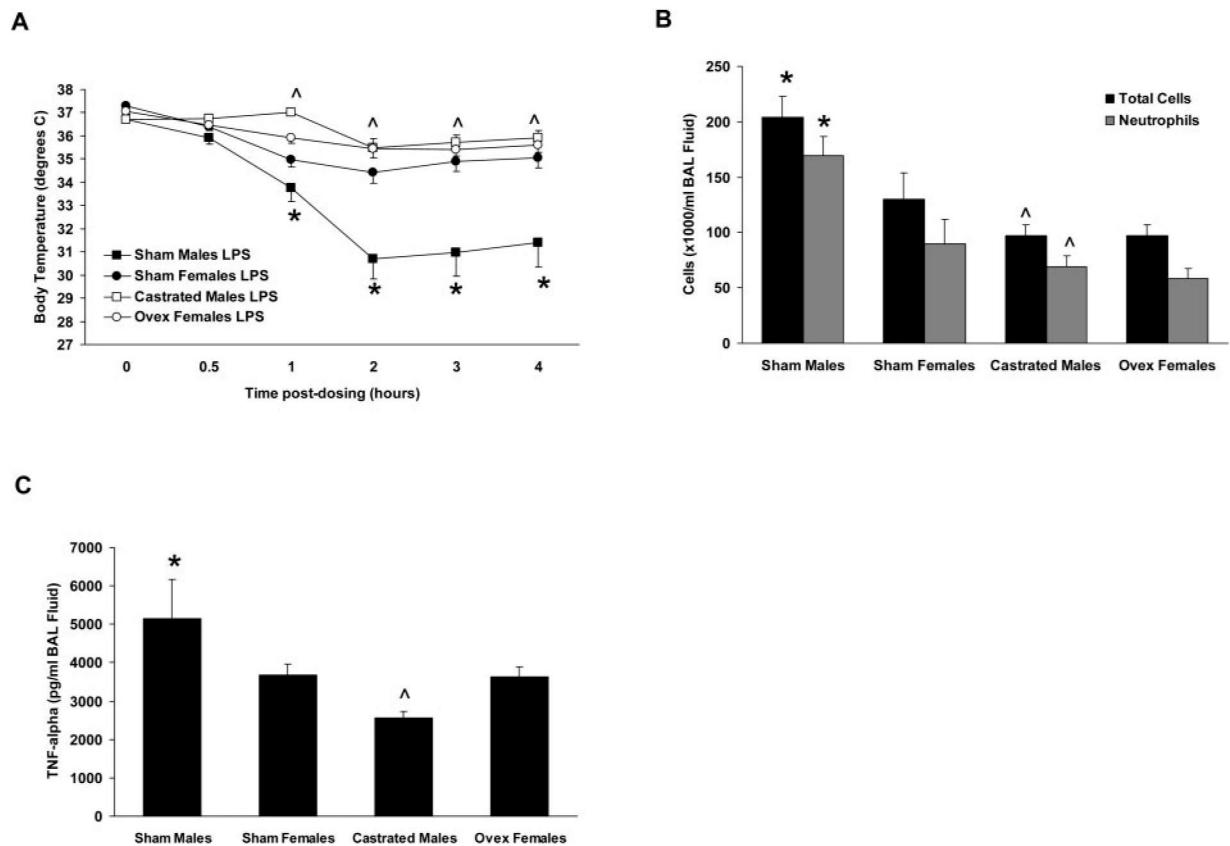 A
Body Temperature (degrees C)
38
37
36
35
34
33
32
31
30
29
28
27
^
^
^
^
*
*
*
*
Sham Males LPS
Sham Females LPS
Castrated Males LPS
Ovex Females LPS
0
0.5
1
2
3
4
Time post-dosing (hours)
B
Cells (x1000/ml BAL Fluid)
250
200
150
100
50
0
*
*
^
^
Total Cells
Neutrophils
Sham Males
Sham Females
Castrated Males
Ovex Females
C
TNF-alpha (pg/ml BAL Fluid)
7000
6000
5000
4000
3000
2000
1000
0
*
^
Sham Males
Sham Females
Castrated Males
Ovex Females